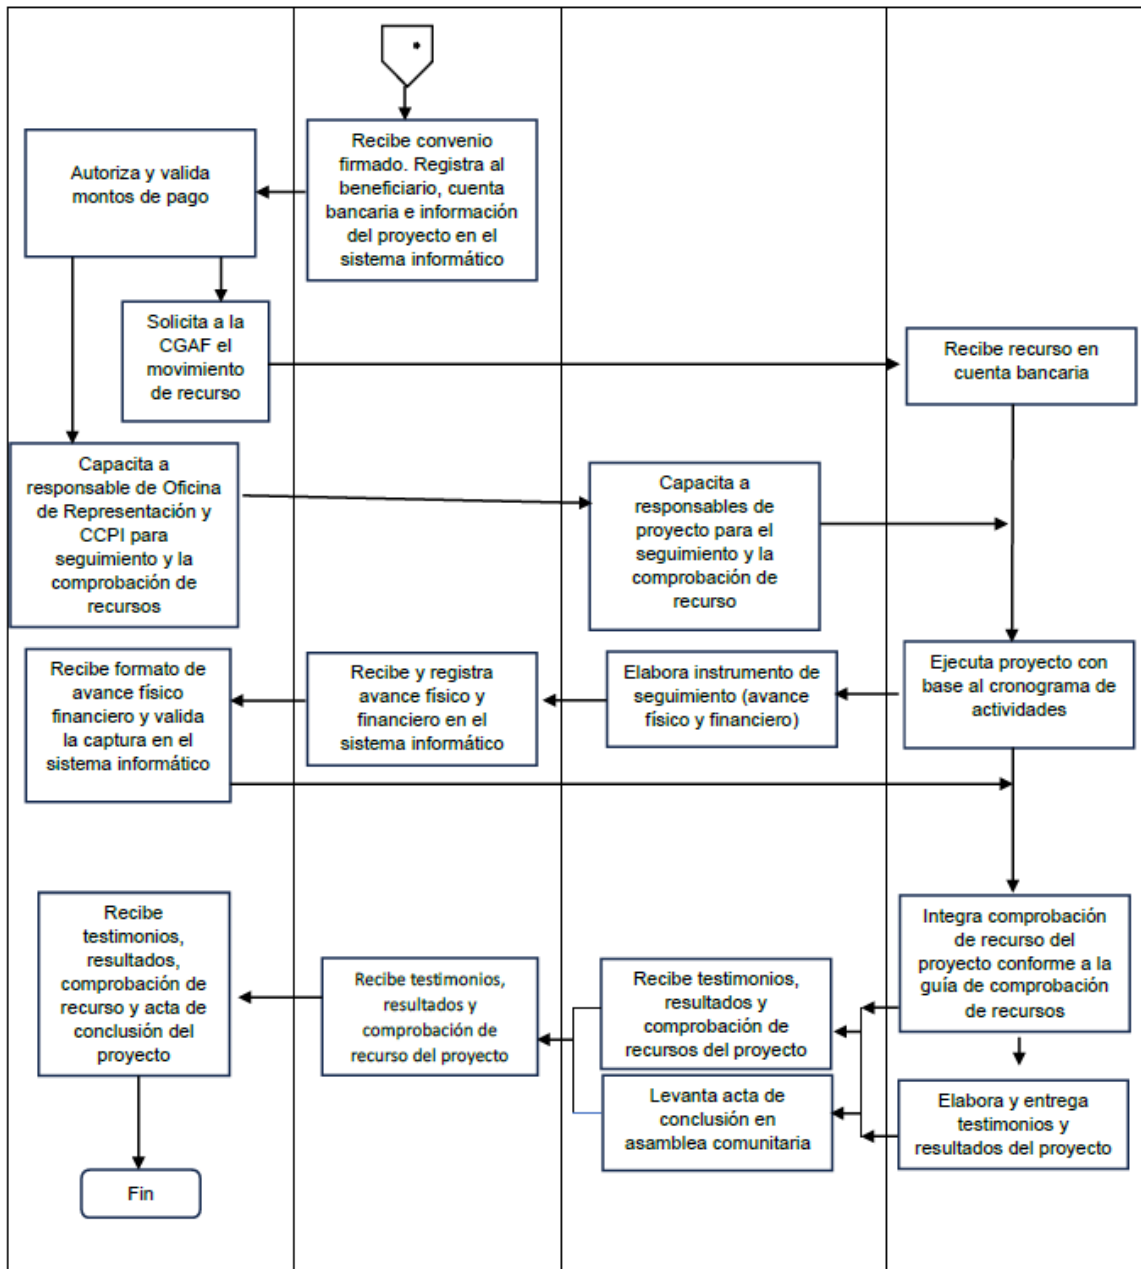 *
Recibe convenio
firmado. Registra al
beneficiario, cuenta
bancaria e información
del proyecto en el
sistema informático
Autoriza y valida
montos de pago
Solicita a la
CGAF el
movimiento
de recurso
Recibe recurso en
cuenta bancaria
Capacita a
responsable de Oficina
de Representación y
CCPI para
seguimiento y la
comprobación de
recursos
Capacita a
responsables de
proyecto para el
seguimiento y la
comprobación de
recurso
Ejecuta proyecto con
base al cronograma de
actividades
Elabora instrumento de
seguimiento (avance
físico y financiero)
Recibe y registra
avance físico y
financiero en el
sistema informático
Recibe formato de
avance físico
financiero y valida
la captura en el
sistema informático
Integra comprobación
de recurso del
proyecto conforme a la
guía de comprobación
de recursos
Elabora y entrega
testimonios y
resultados del proyecto
Recibe testimonios,
resultados y
comprobación de
recursos del proyecto
Levanta acta de
conclusión en
asamblea comunitaria
Recibe testimonios,
resultados y
comprobación de
recurso del proyecto
Recibe
testimonios,
resultados,
comprobación de
recurso y acta de
conclusión del
proyecto
Fin